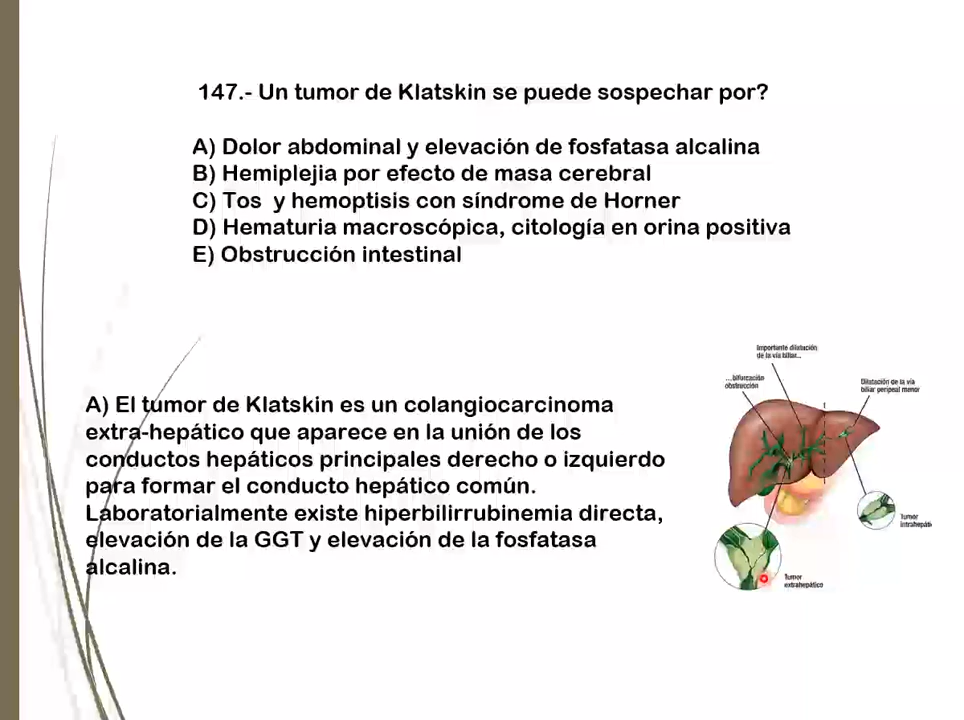 147.- Un tumor de Klatskin se puede sospechar por?
A) Dolor abdominal y elevación de fosfatasa alcalina
B) Hemiplejia por efecto de masa cerebral
C) Tos y hemoptisis con síndrome de Horner
D) Hematuria macroscópica, citología en orina positiva
E) Obstrucción intestinal
A) El tumor de Klatskin es un colangiocarcinoma
extra-hepático que aparece en la unión de los
conductos hepáticos principales derecho o izquierdo
para formar el conducto hepático común.
Laboratorialmente existe hiperbilirrubinemia directa,
elevación de la GGT y elevación de la fosfatasa
alcalina.
Importante dilatación
de la vía biliar...
...bifurcación
obstrucción
Dilatación de la vía
biliar periperal menor
Tumor
intrahepáti
Tumor
extrahepático